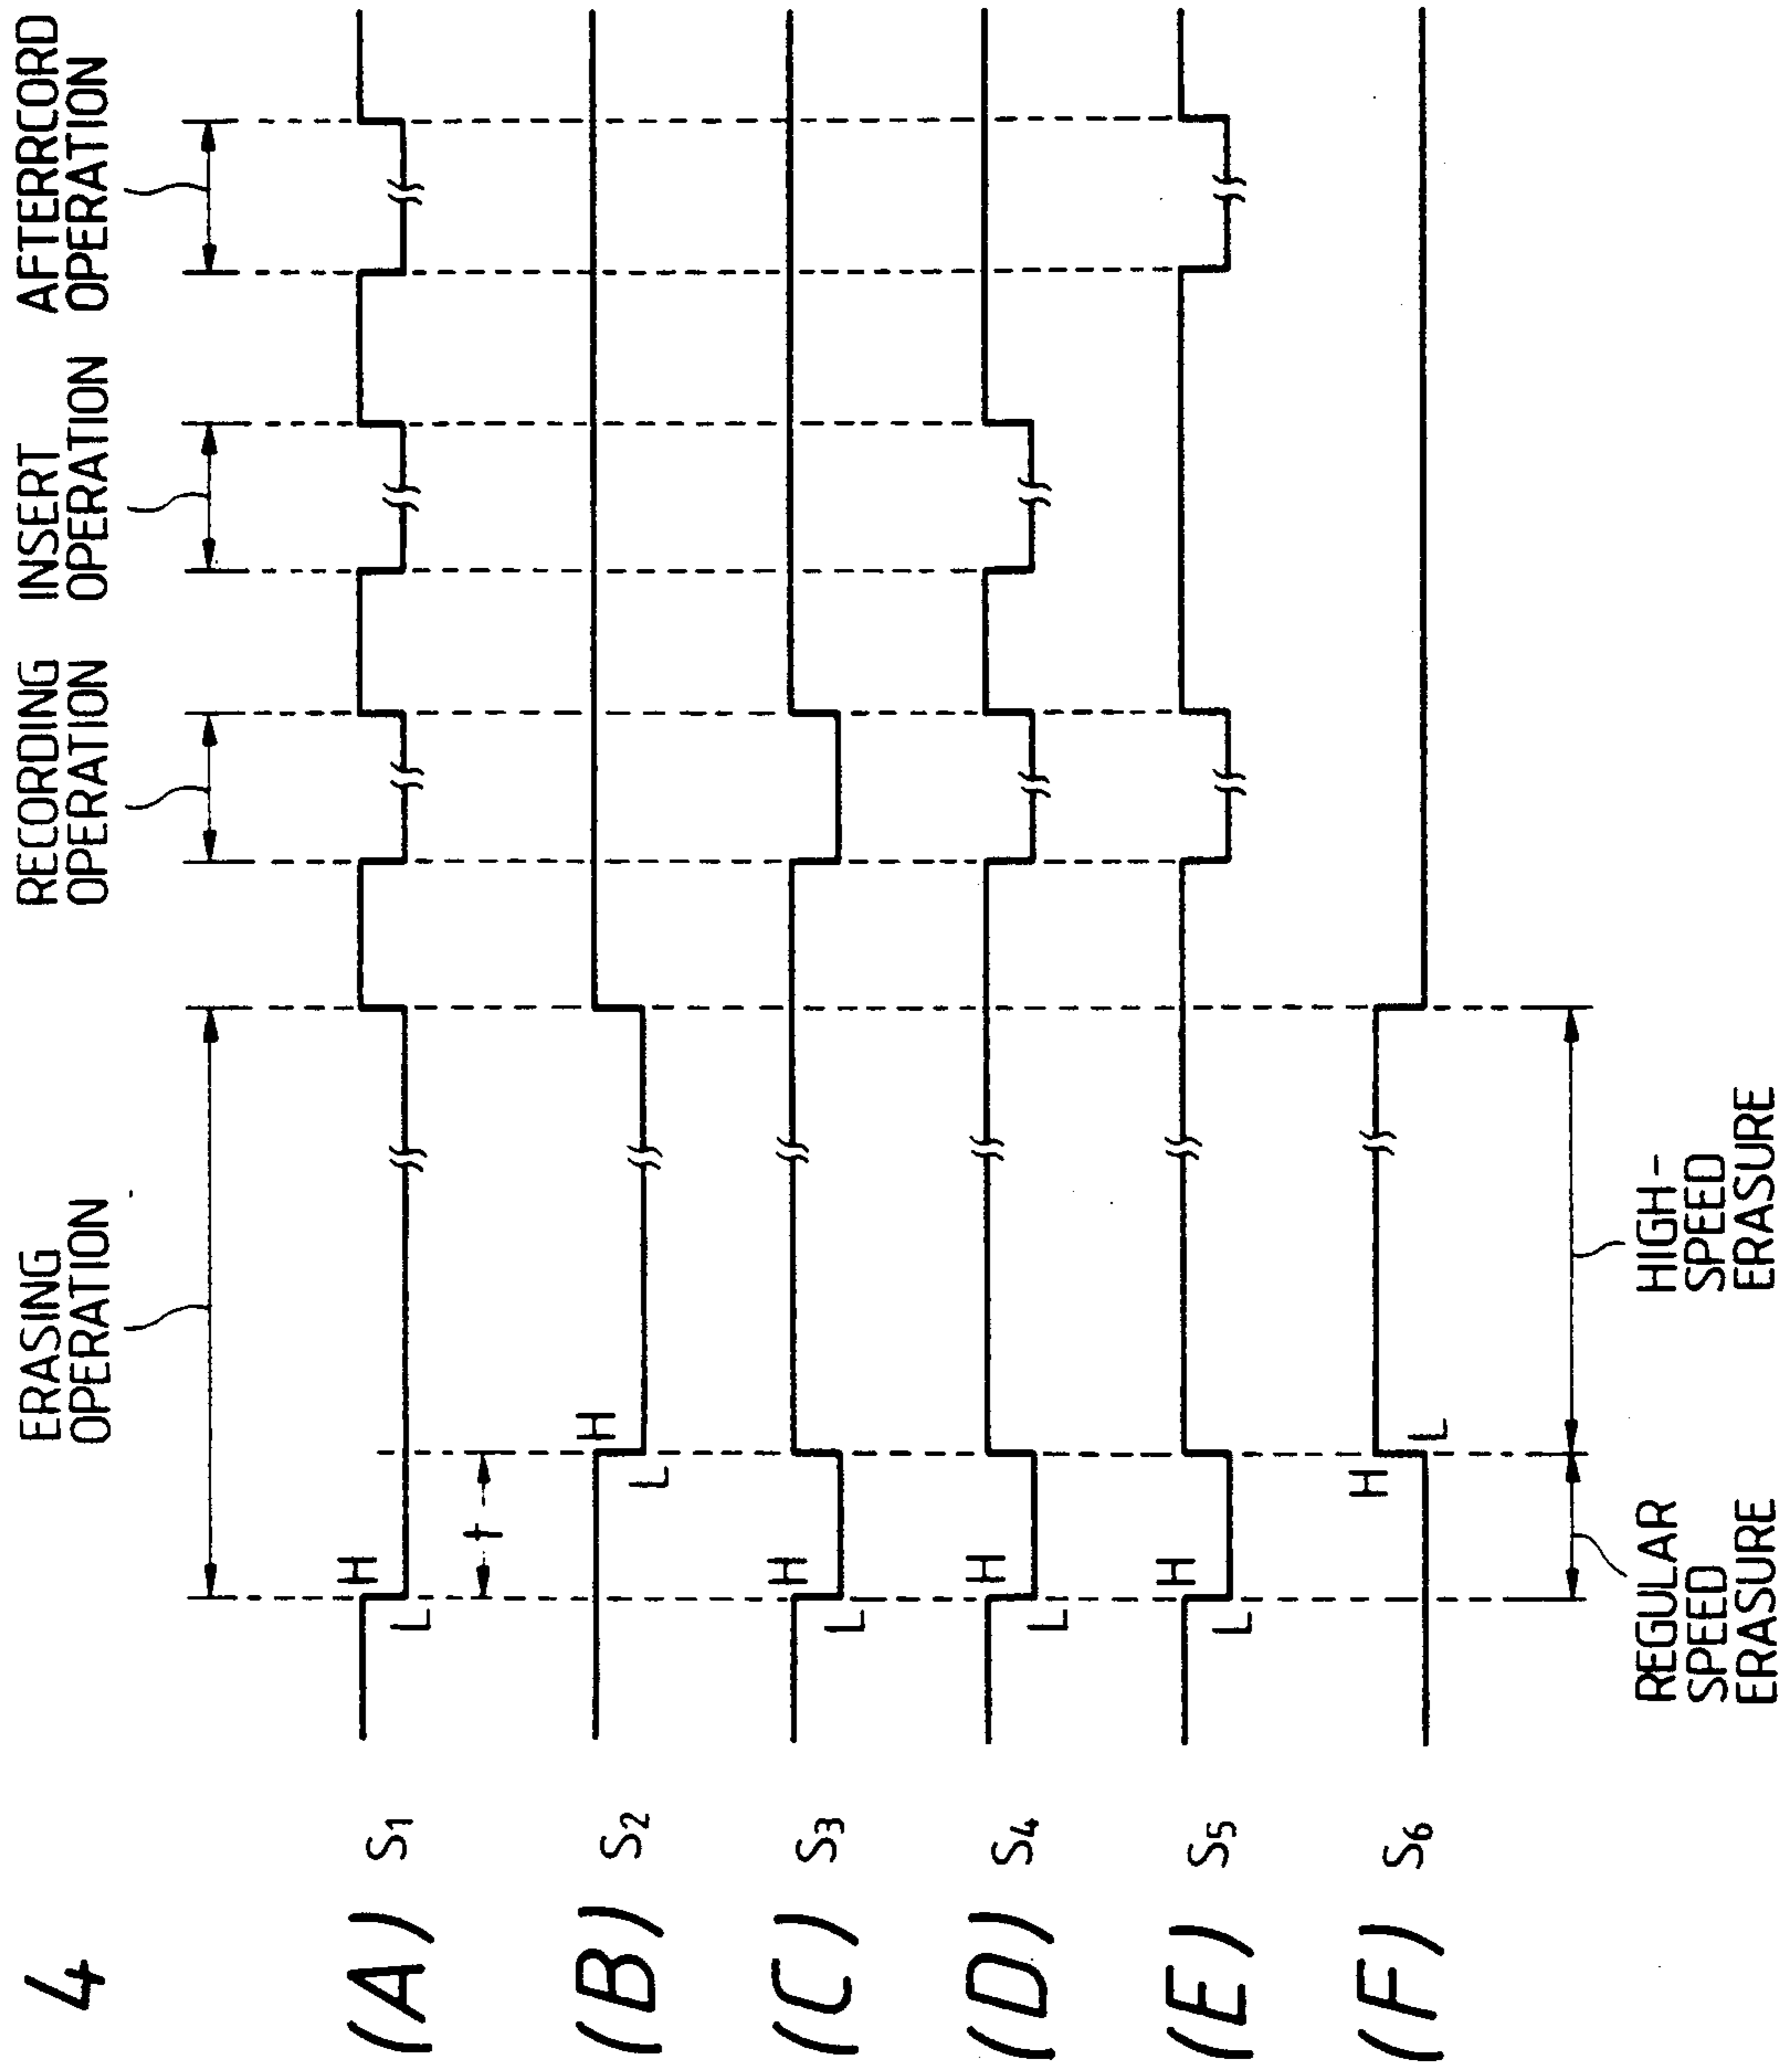 4
ERASING
OPERATION
RECORDING
OPERATION
INSERT
OPERATION
AFTERRCORD
OPERATION
(A) S1
H
L
t
(B) S2
H
L
(C) S3
H
L
(D) S4
H
L
(E) S5
H
L
(F) S6
H
L
REGULAR
SPEED
ERASURE
HIGH-
SPEED
ERASURE